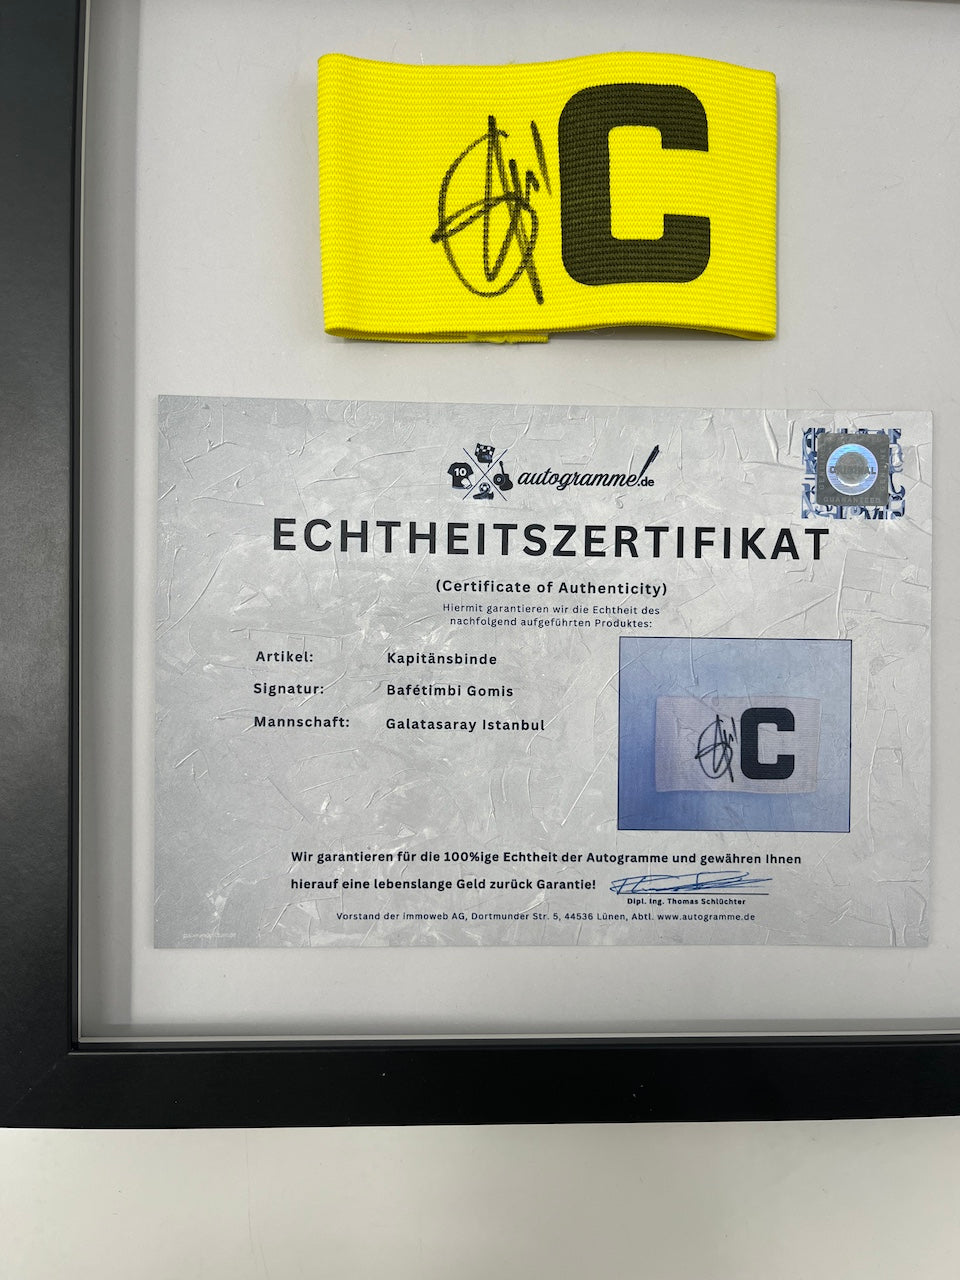 C
10
autogramme.de
ORIGINAL
GUARANTEED
ECHTHEITSZERTIFIKAT
(Certificate of Authenticity)
Hiermit garantieren wir die Echtheit des
nachfolgend aufgeführten Produktes:
Artikel: Kapitänsbinde
Signatur: Bafétimbi Gomis
Mannschaft: Galatasaray Istanbul
C
Wir garantieren für die 100%ige Echtheit der Autogramme und gewähren Ihnen
hierauf eine lebenslange Geld zurück Garantie!
Dipl. Ing. Thomas Schlüchter
Vorstand der immoweb AG, Dortmunder Str. 5, 44536 Lünen, Abtl. www.autogramme.de